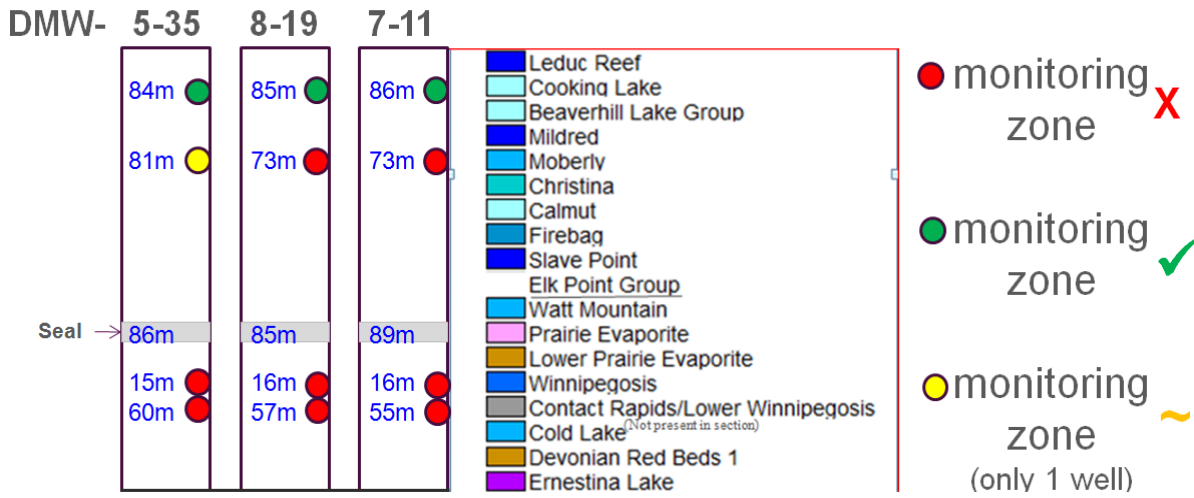 DMW- 5-35 8-19 7-11
84m 85m 86m
81m 73m 73m
Seal 86m 85m 89m
15m 16m 16m
60m 57m 55m
Leduc Reef
Cooking Lake
Beaverhill Lake Group
Mildred
Moberly
Christina
Calmut
Firebag
Slave Point
Elk Point Group
Watt Mountain
Prairie Evaporite
Lower Prairie Evaporite
Winnipegosis
Contact Rapids/Lower Winnipegosis
Cold Lake (Not present in section)
Devonian Red Beds 1
Ernestina Lake
monitoring
zone X
monitoring
zone ✓
monitoring
zone ~
(only 1 well)